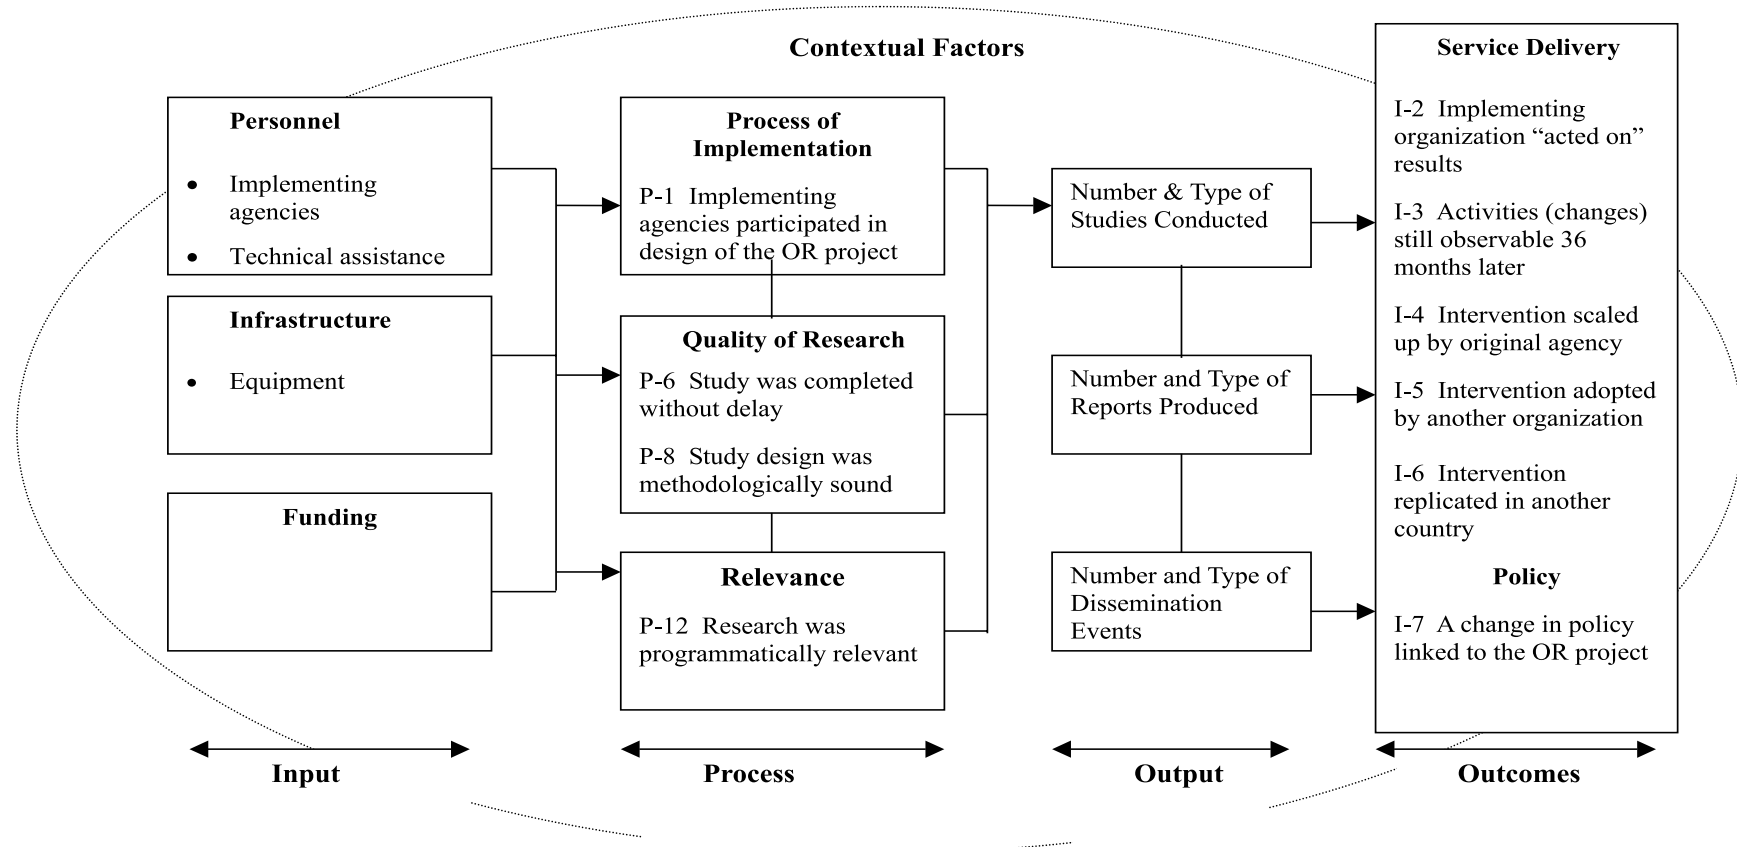 Contextual Factors
Personnel
• Implementing
agencies
• Technical assistance
Infrastructure
• Equipment
Funding
Process of
Implementation
P-1 Implementing
agencies participated in
design of the OR project
Quality of Research
P-6 Study was completed
without delay
P-8 Study design was
methodologically sound
Relevance
P-12 Research was
programmatically relevant
Number & Type of
Studies Conducted
Number and Type of
Reports Produced
Number and Type of
Dissemination
Events
Service Delivery
I-2 Implementing
organization “acted on”
results
I-3 Activities (changes)
still observable 36
months later
I-4 Intervention scaled
up by original agency
I-5 Intervention adopted
by another organization
I-6 Intervention
replicated in another
country
Policy
I-7 A change in policy
linked to the OR project
Input
Process
Output
Outcomes